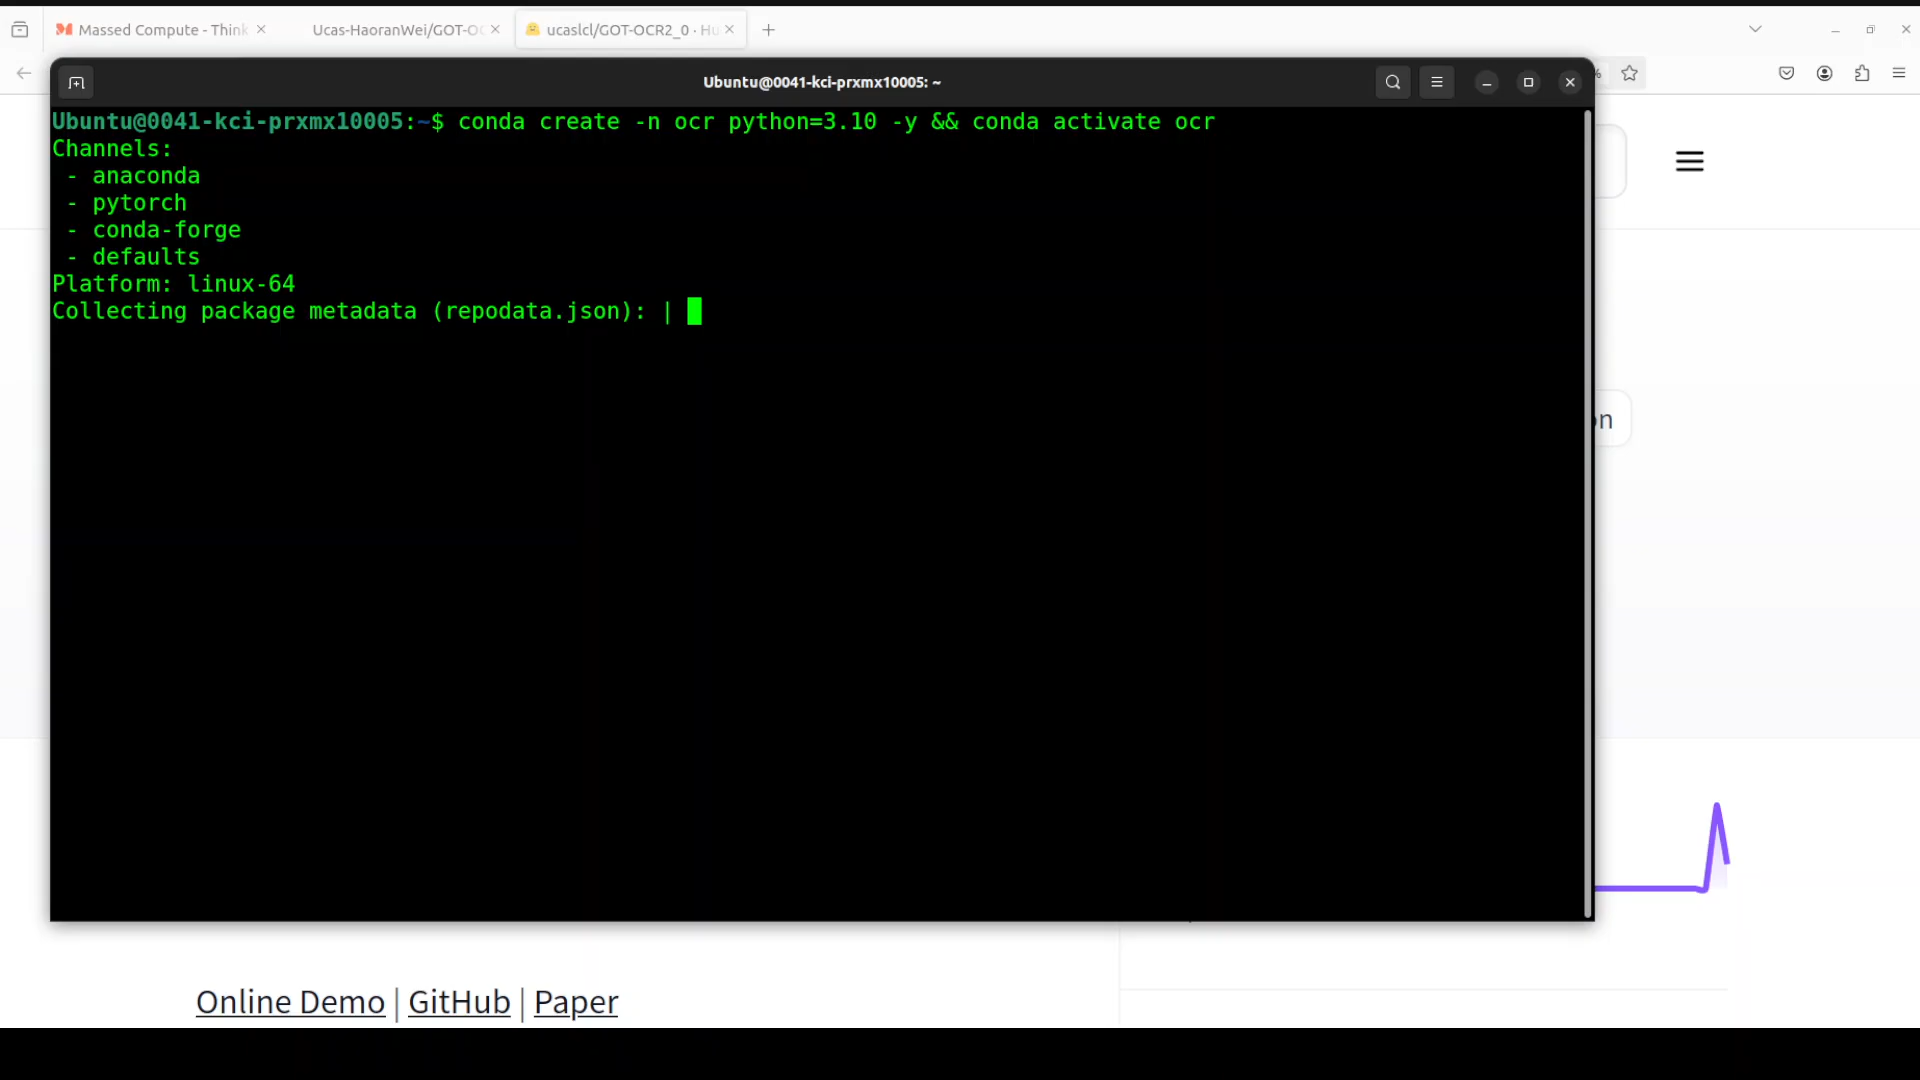 Massed Compute - Think
Ucas-HaoranWei/GOT-OC
ucaslcl/GOT-OCR2_0 · Hu
Ubuntu@0041-kci-prxmx10005: ~
%
Ubuntu@0041-kci-prxmx10005:~$ conda create -n ocr python=3.10 -y && conda activate ocr
Channels:
- anaconda
- pytorch
- conda-forge
- defaults
Platform: linux-64
Collecting package metadata (repodata.json): |
on
Online Demo | GitHub | Paper